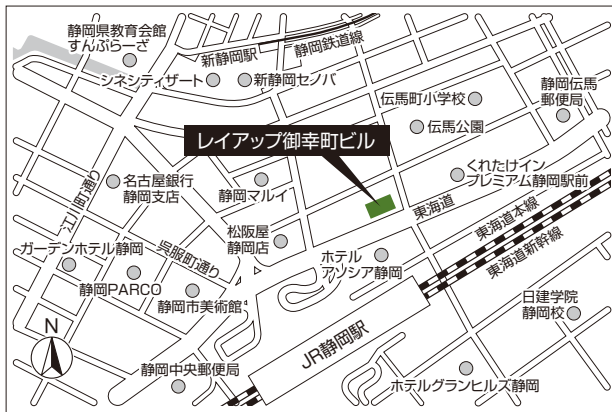 静岡県教育会館
すんぷらーざ
新静岡駅
静岡鉄道線
シネシティザート
新静岡セノバ
伝馬町小学校
静岡伝馬
郵便局
伝馬公園
レイアップ御幸町ビル
くれたけイン
プレミアム静岡駅前
名古屋銀行
静岡支店
静岡マルイ
江川町通り
東海道
松阪屋
静岡店
東海道本線
東海道新幹線
ガーデンホテル静岡
呉服町通り
ホテル
アソシア静岡
静岡PARCO
静岡市美術館
日建学院
静岡校
N
JR静岡駅
静岡中央郵便局
ホテルグランヒルズ静岡